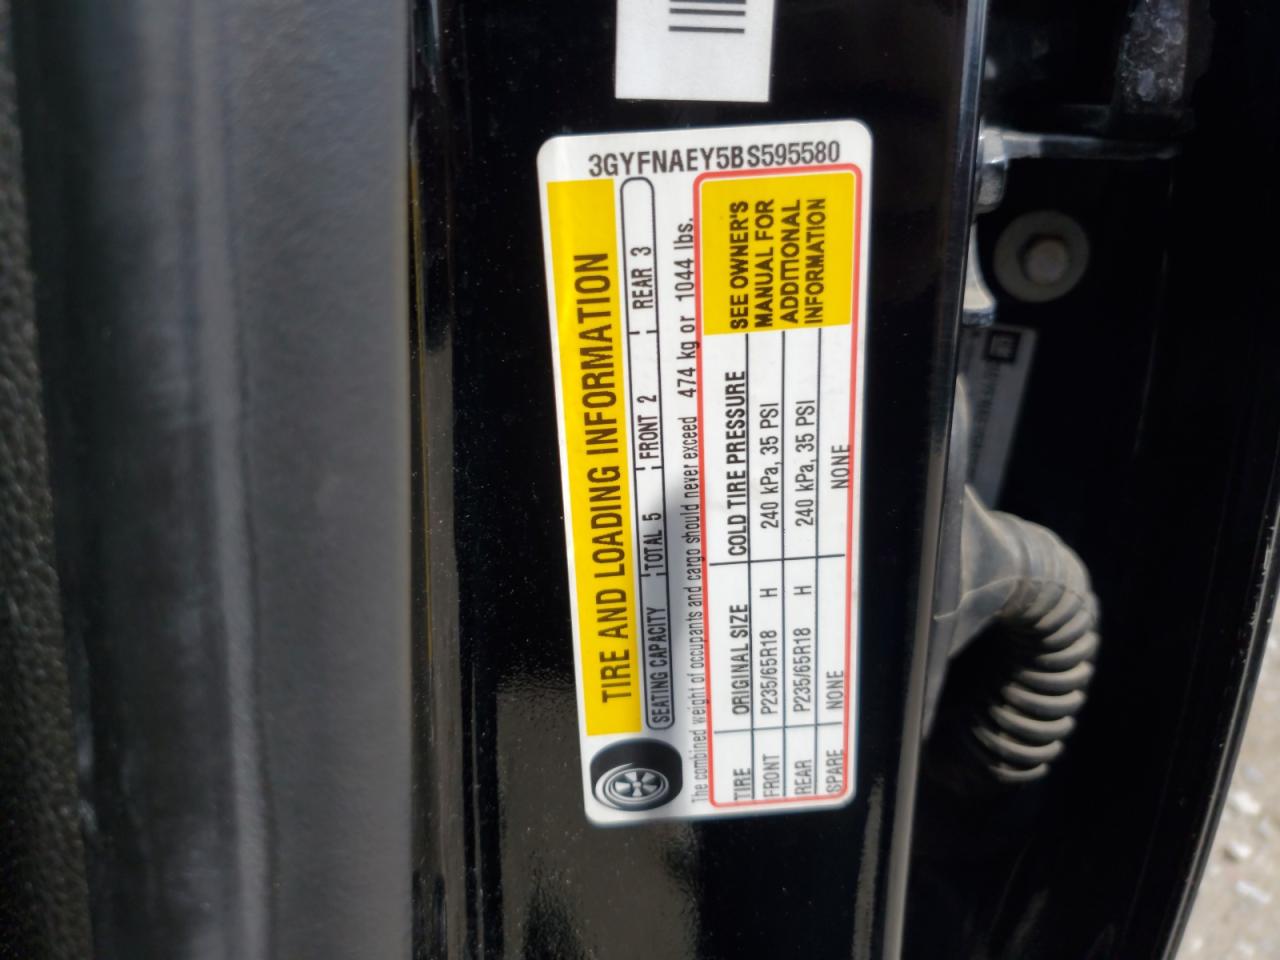 3GYFNAEY5BS595580
TIRE AND LOADING INFORMATION
SEATING CAPACITY TOTAL 5 FRONT 2 REAR 3
The combined weight of occupants and cargo should never exceed 474 kg or 1044 lbs.
TIRE ORIGINAL SIZE COLD TIRE PRESSURE
FRONT P235/65R18 H 240 kPa, 35 PSI
REAR P235/65R18 H 240 kPa, 35 PSI
SPARE NONE NONE
SEE OWNER'S
MANUAL FOR
ADDITIONAL
INFORMATION